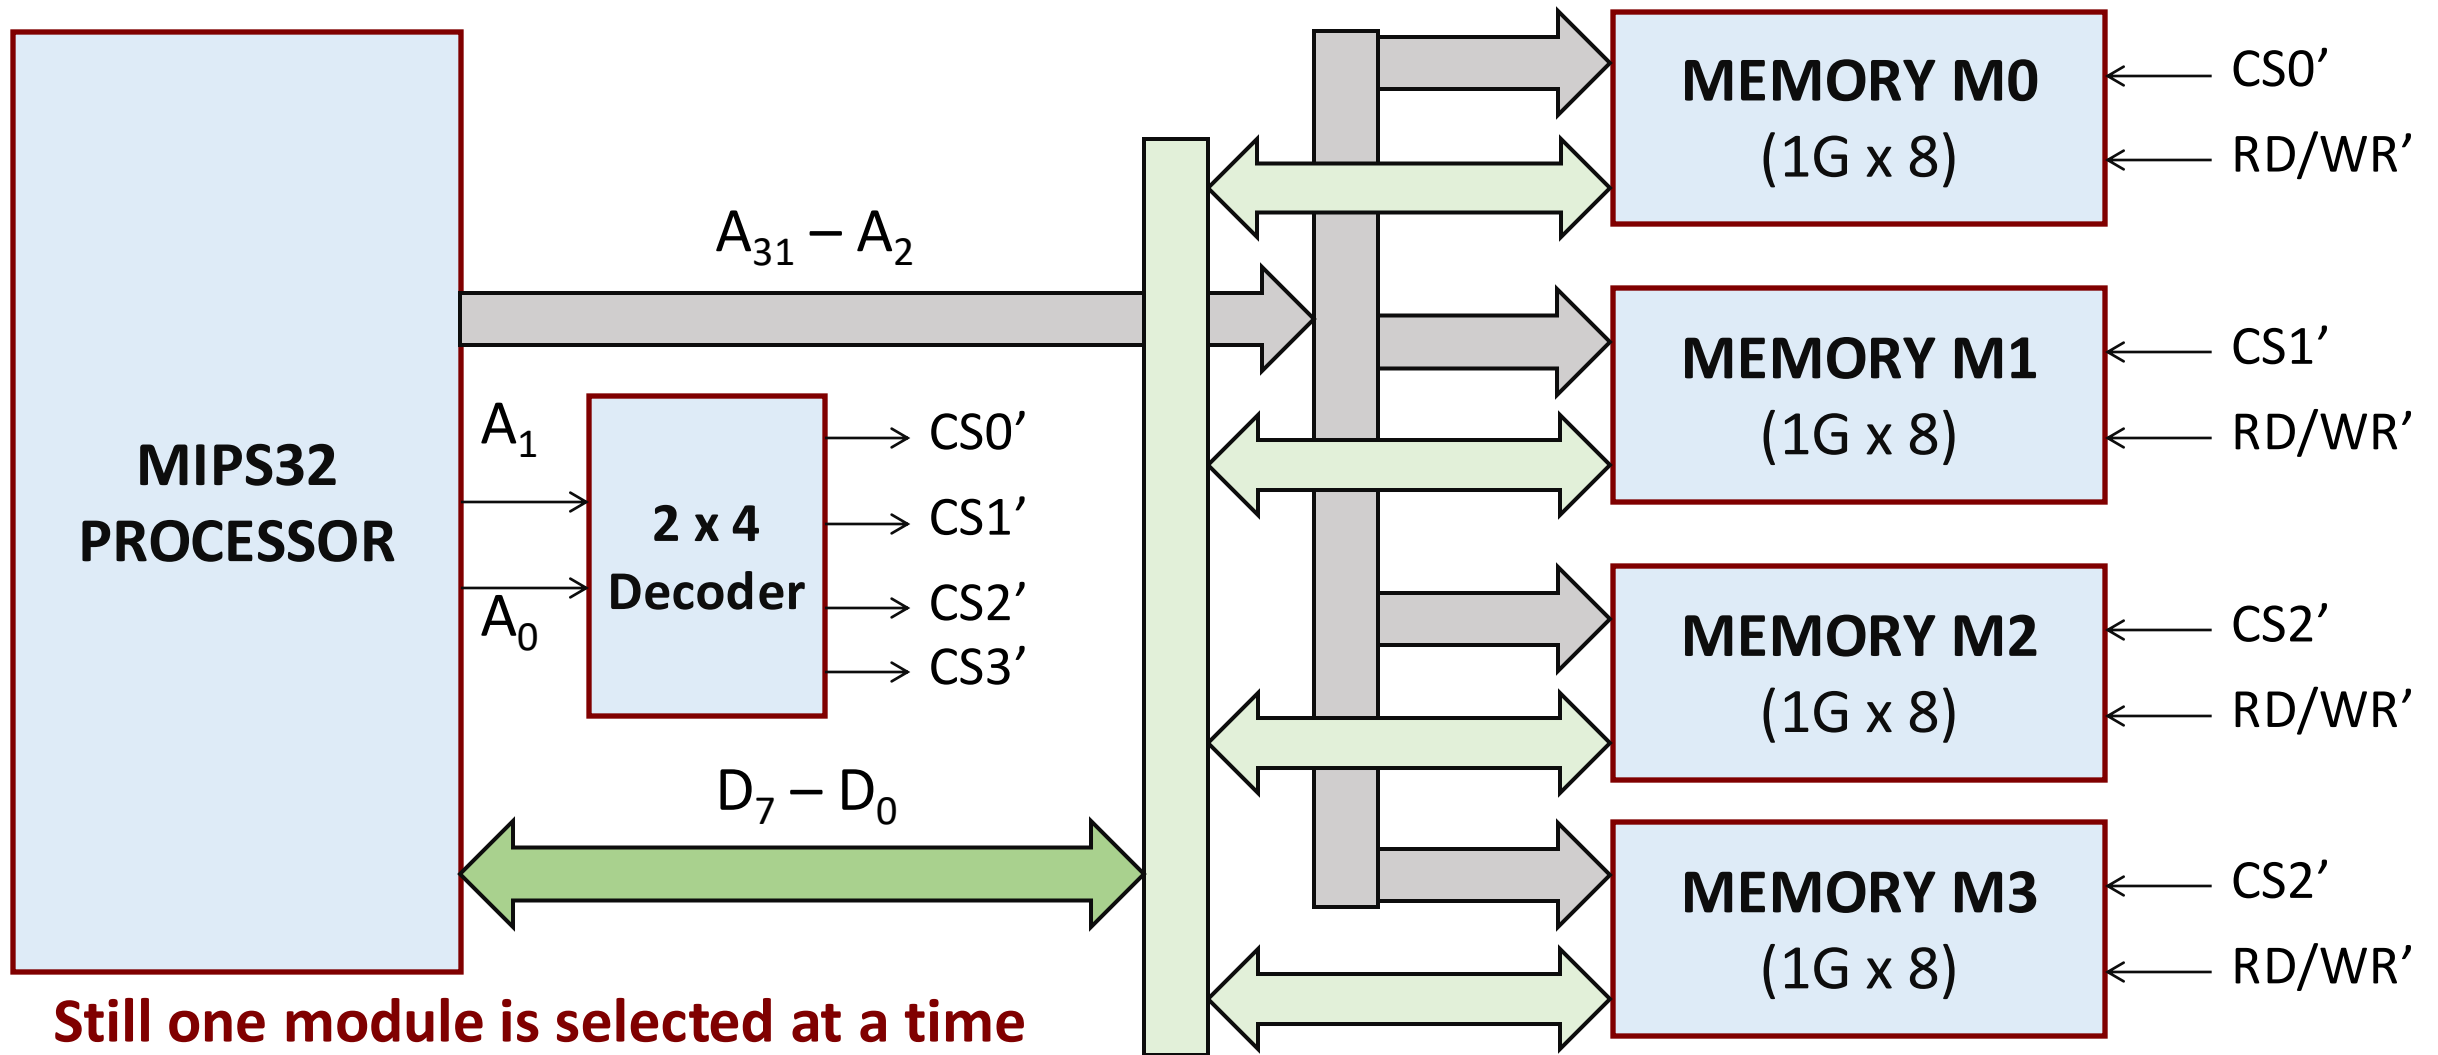 MIPS32
PROCESSOR
A31 – A2
A1
A0
2 x 4
Decoder
CS0’
CS1’
CS2’
CS3’
D7 – D0
MEMORY M0
(1G x 8)
CS0’
RD/WR’
MEMORY M1
(1G x 8)
CS1’
RD/WR’
MEMORY M2
(1G x 8)
CS2’
RD/WR’
MEMORY M3
(1G x 8)
CS2’
RD/WR’
Still one module is selected at a time